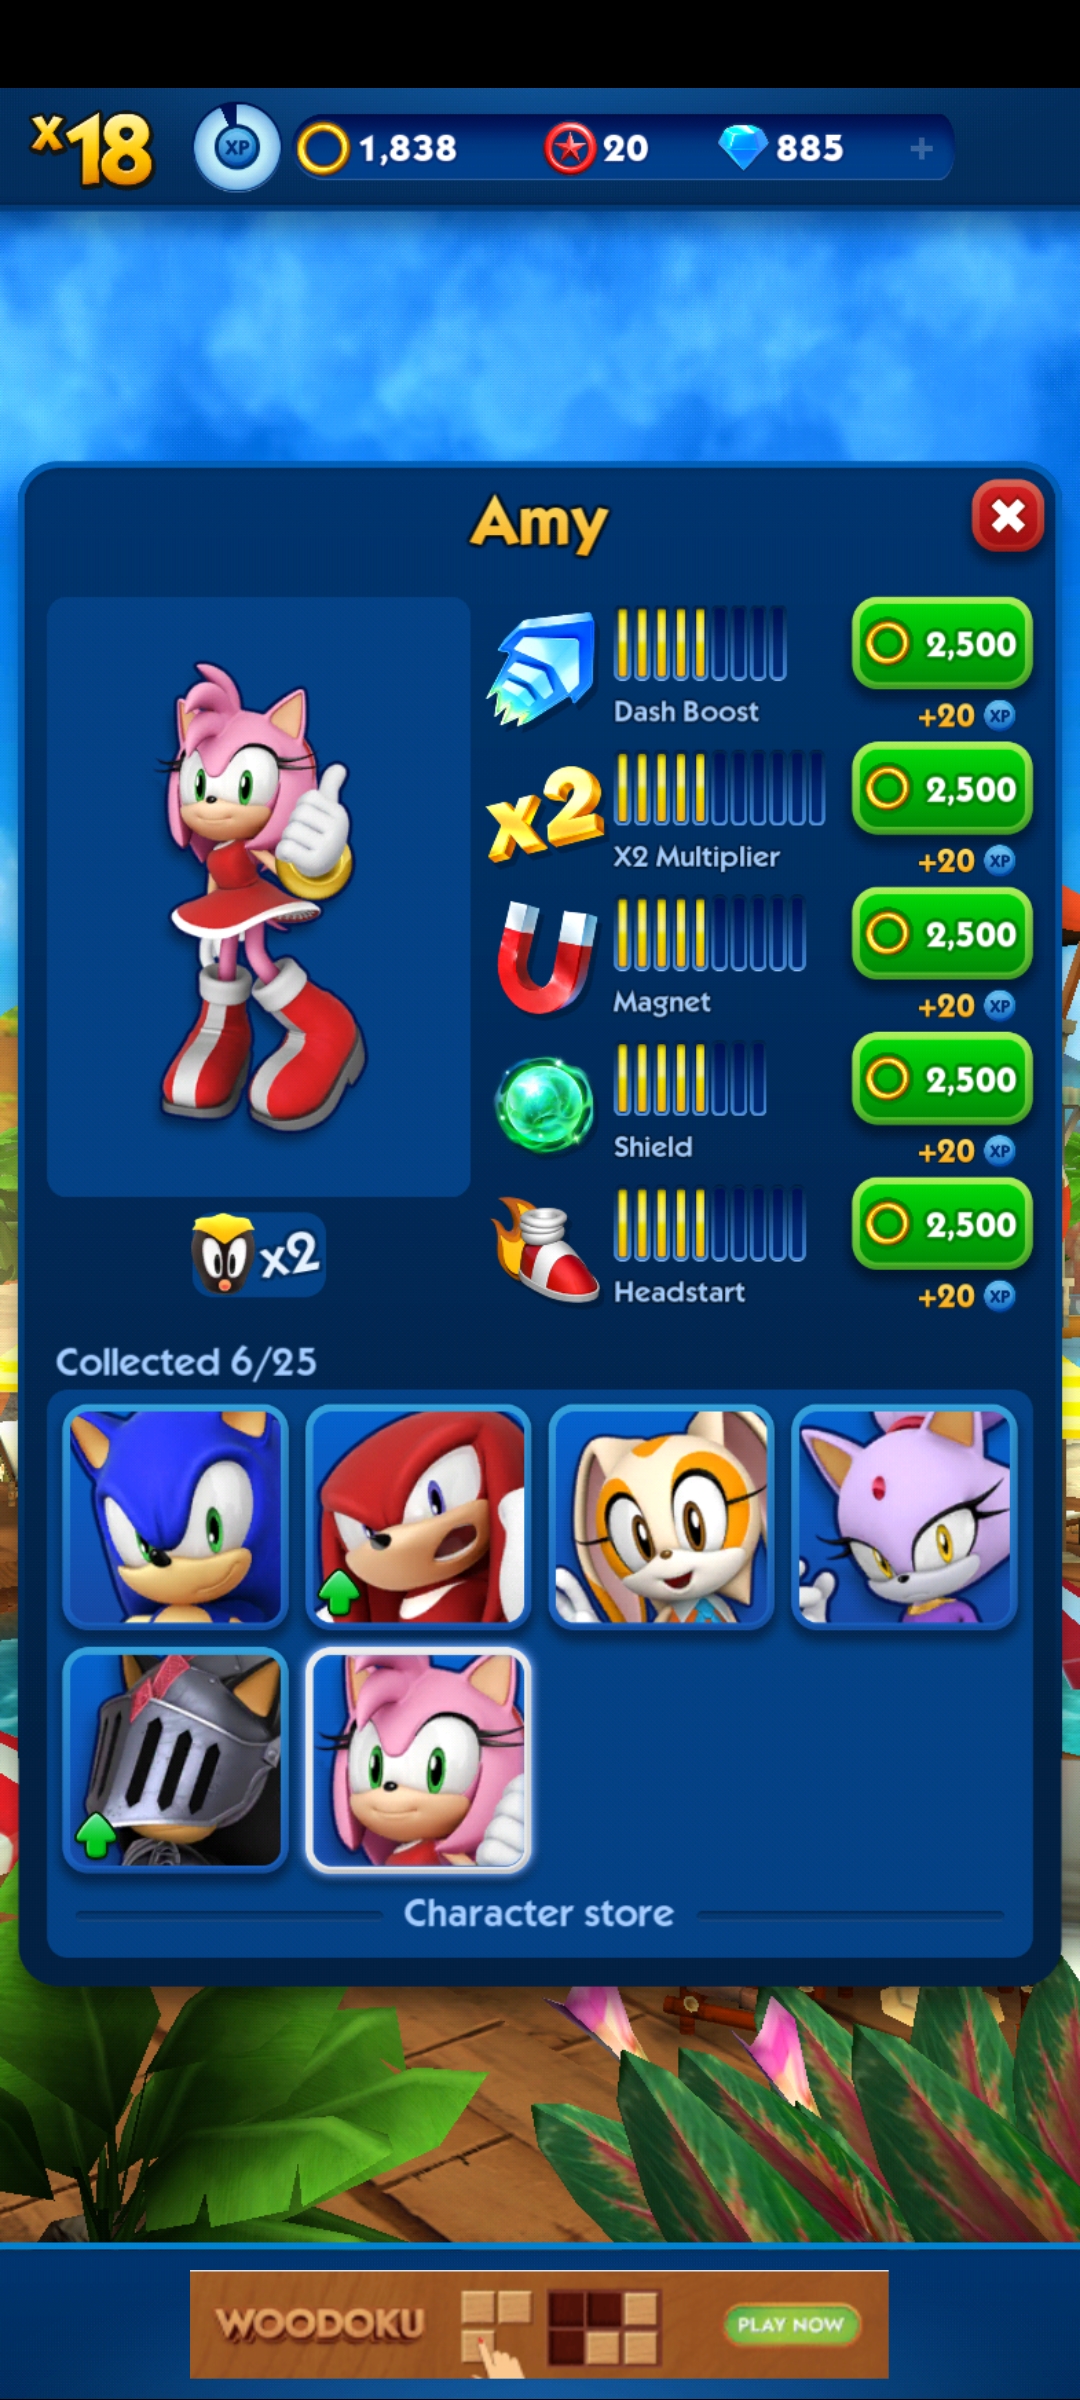 x18 XP 1,838 20 885 +
Amy
2,500
Dash Boost
+20 XP
x2
2,500
X2 Multiplier
+20 XP
2,500
Magnet
+20 XP
2,500
Shield
+20 XP
x2
2,500
Headstart
+20 XP
Collected 6/25
Character store
WOODOKU PLAY NOW